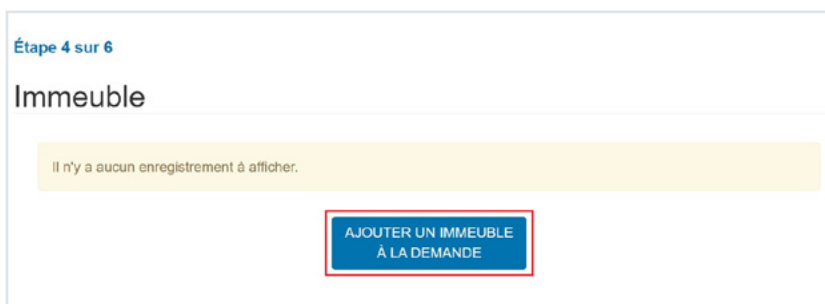 Étape 4 sur 6
Immeuble
Il n'y a aucun enregistrement à afficher.
AJOUTER UN IMMEUBLE
À LA DEMANDE